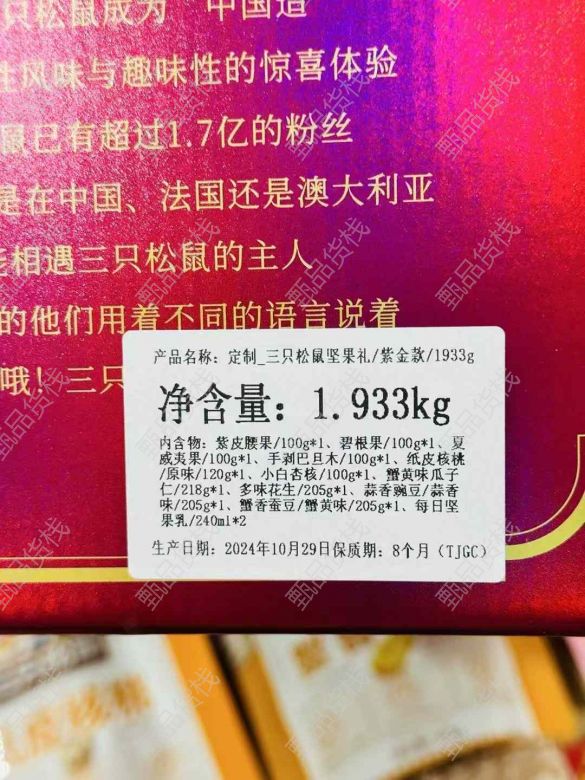 只松鼠成为“中国造
性风味与趣味性的惊喜体验
鼠已有超过1.7亿的粉丝
是在中国、法国还是澳大利亚
能相遇三只松鼠的主人
的他们用着不同的语言说着
哦！三只
产品名称：定制_三只松鼠坚果礼/紫金款/1933g
净含量：1.933kg
内含物：紫皮腰果/100g*1、碧根果/100g*1、夏
威夷果/100g*1、手剥巴旦木/100g*1、纸皮核桃
/原味/120g*1、小白杏核/100g*1、蟹黄味瓜子
仁/218g*1、多味花生/205g*1、蒜香豌豆/蒜香
味/205g*1、蟹香蚕豆/蟹黄味/205g*1、每日坚
果乳/240ml*2
生产日期：2024年10月29日保质期：8个月（TJGC）
皮核桃
甄品货栈